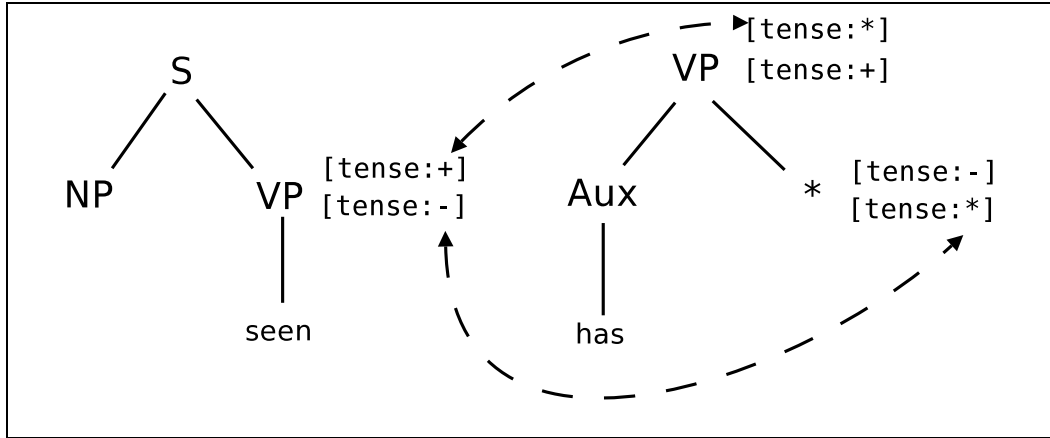 S
NP
VP
[tense:+]
[tense:-]
seen
VP
[tense:*]
[tense:+]
Aux
*
[tense:-]
[tense:*]
has